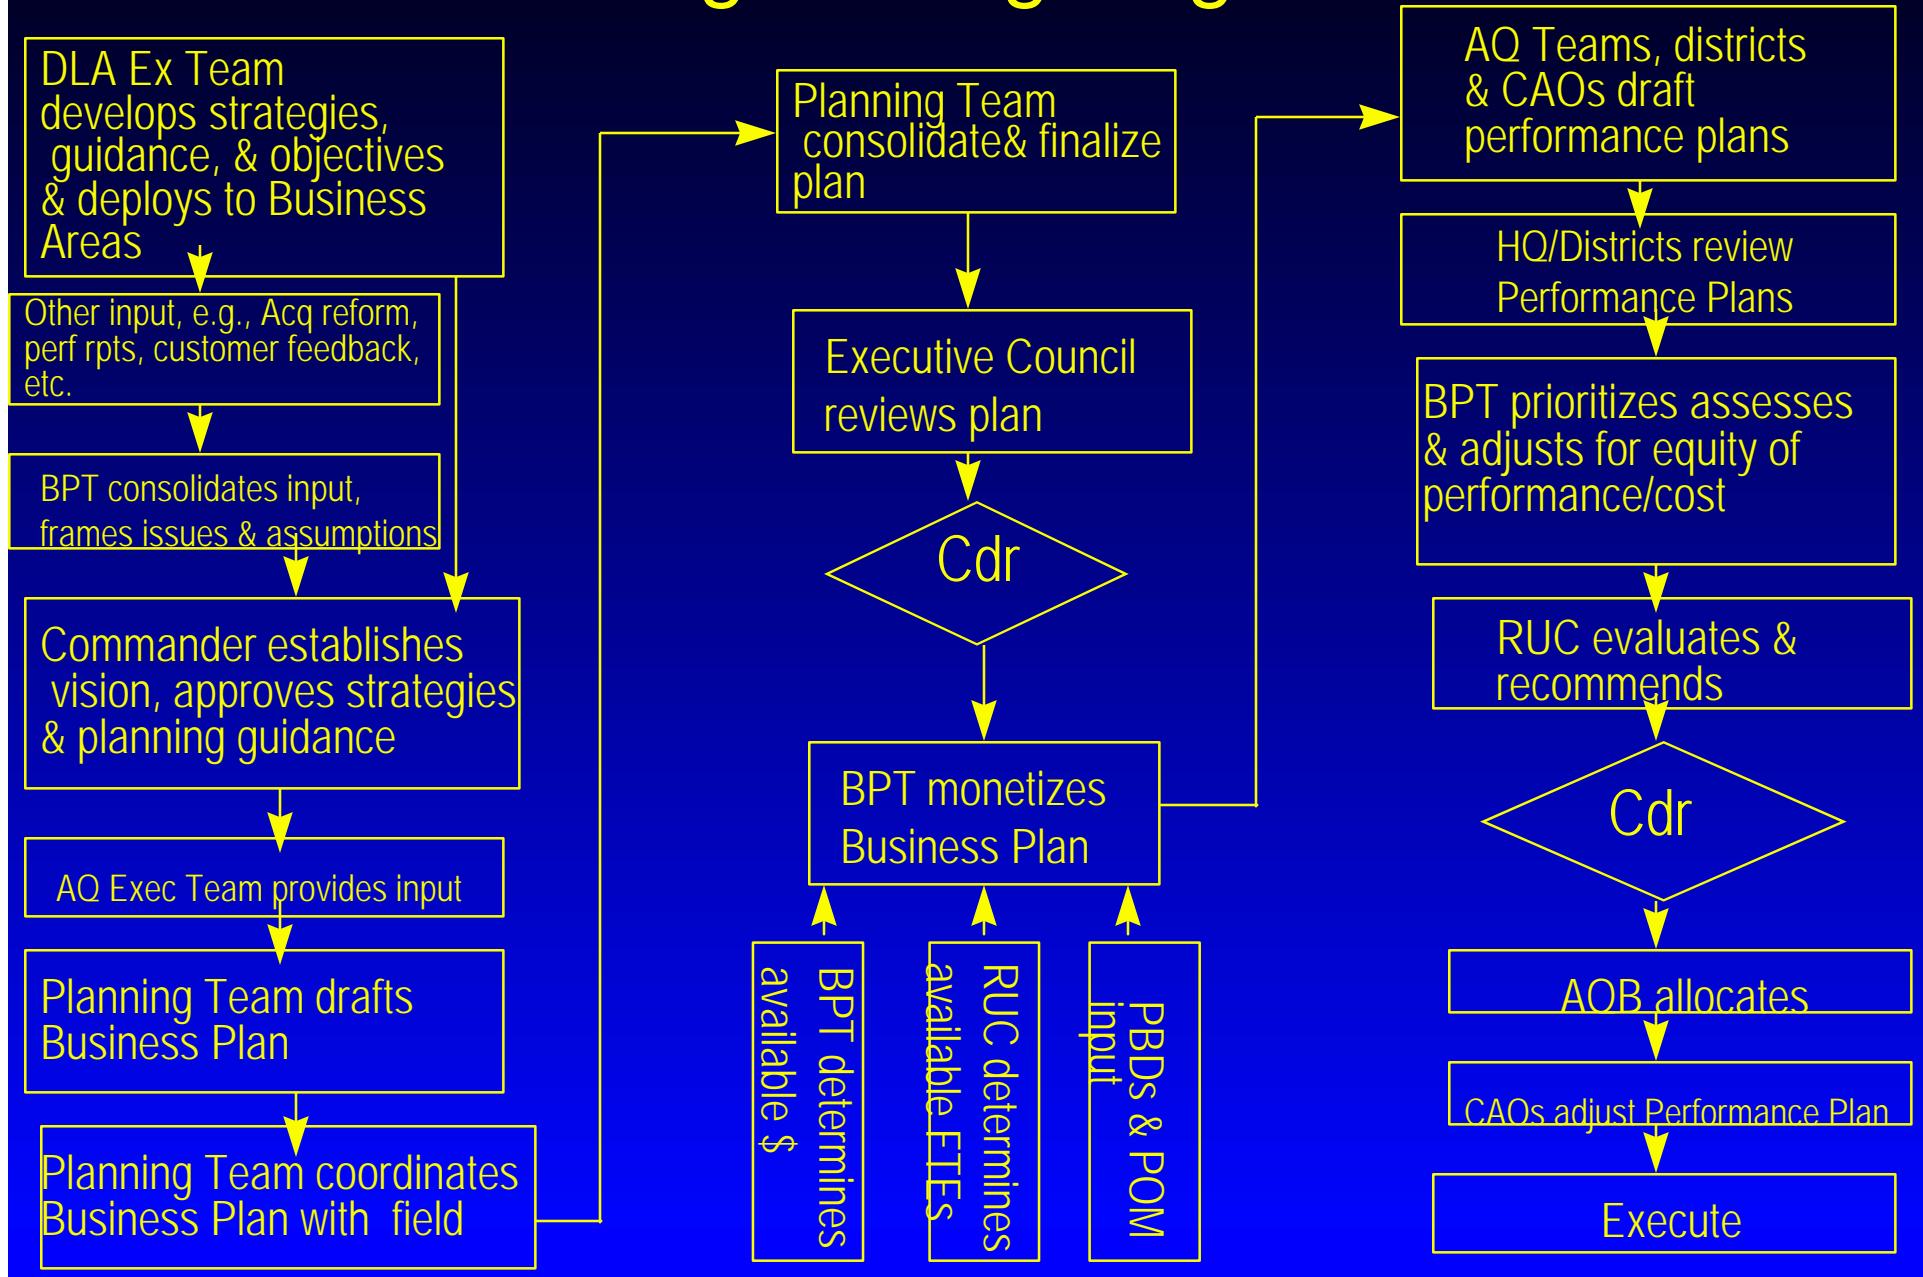 DLA Ex Team
develops strategies,
guidance, & objectives
& deploys to Business
Areas
Other input, e.g., Acq reform,
perf rpts, customer feedback,
etc.
BPT consolidates input,
frames issues & assumptions
Commander establishes
vision, approves strategies
& planning guidance
AQ Exec Team provides input
Planning Team drafts
Business Plan
Planning Team coordinates
Business Plan with field
Planning Team
consolidate& finalize
plan
Executive Council
reviews plan
Cdr
BPT monetizes
Business Plan
BPT determines
available $
RUC determines
available FTEs
PBDs & POM
input
AQ Teams, districts
& CAOs draft
performance plans
HQ/Districts review
Performance Plans
BPT prioritizes assesses
& adjusts for equity of
performance/cost
RUC evaluates &
recommends
Cdr
AOB allocates
CAOs adjust Performance Plan
Execute